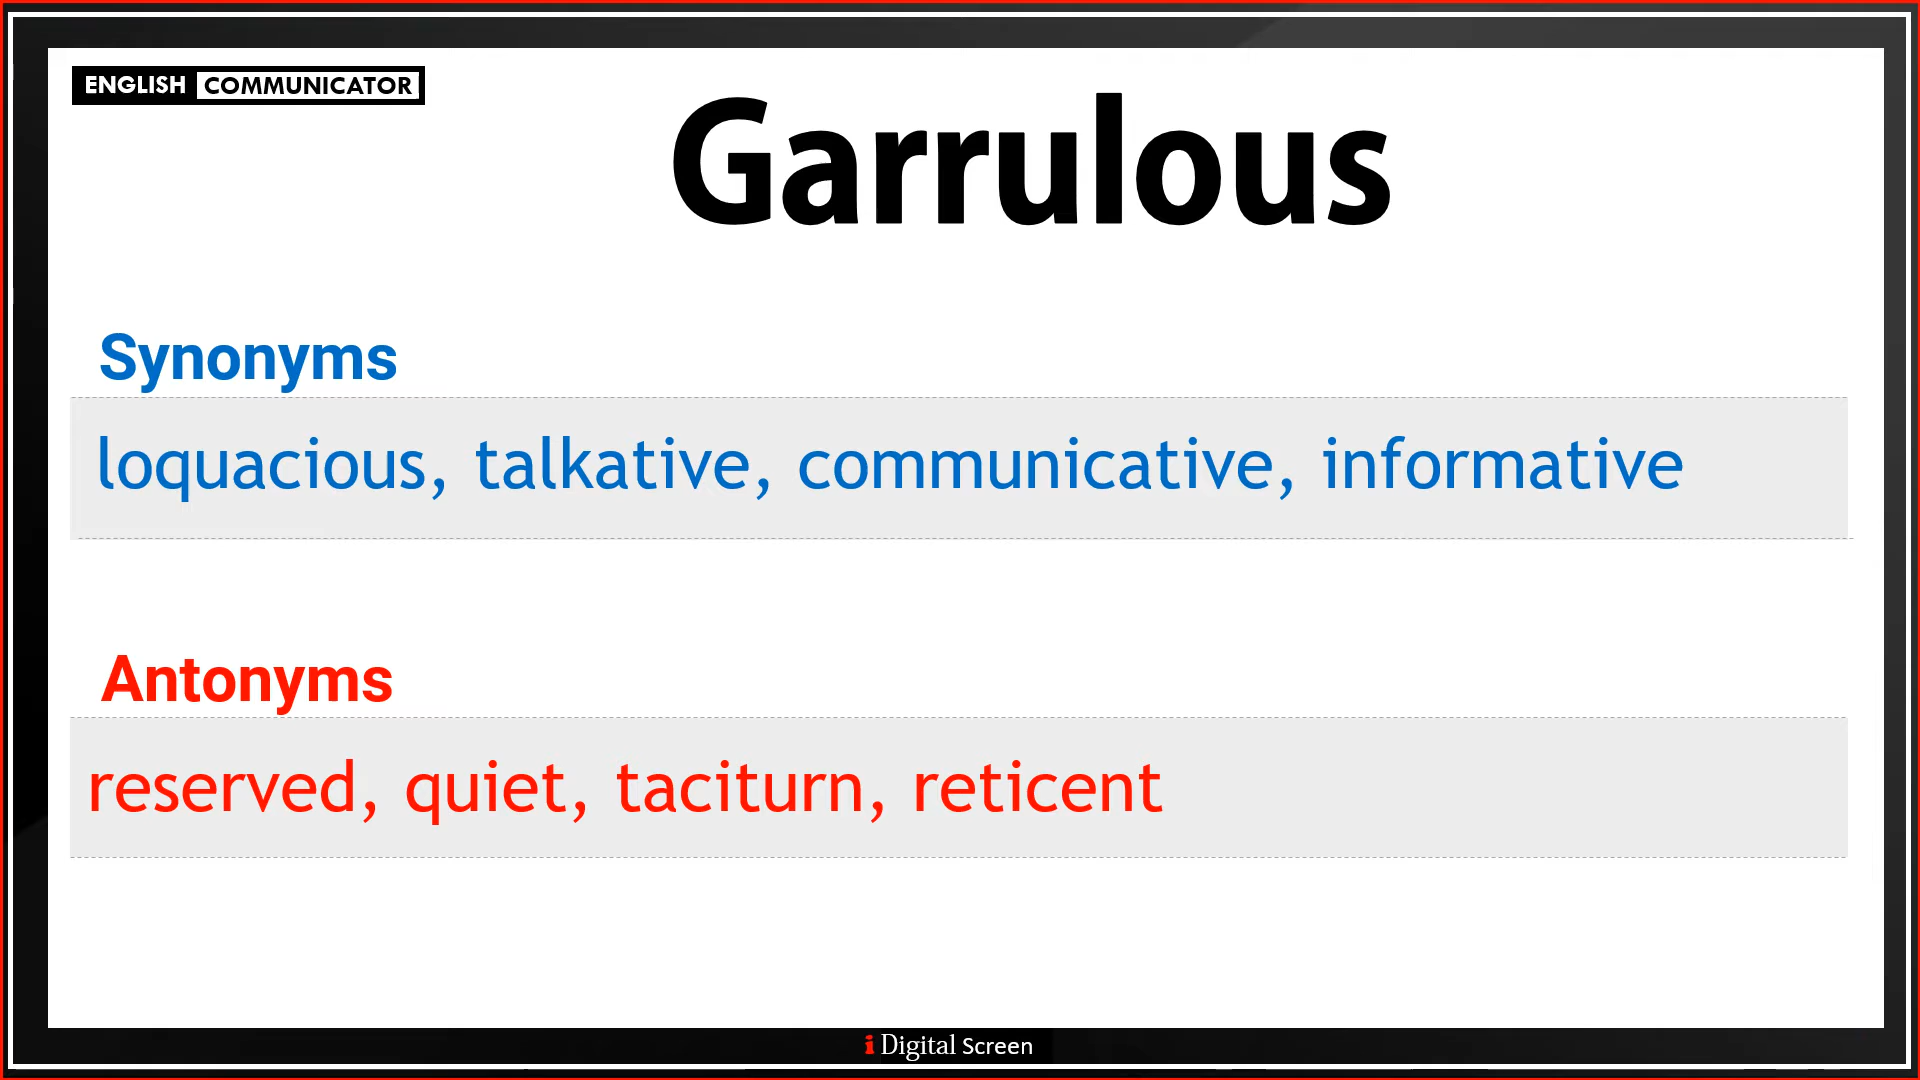 ENGLISH COMMUNICATOR
Garrulous
Synonyms
loquacious, talkative, communicative, informative
Antonyms
reserved, quiet, taciturn, reticent
i Digital Screen